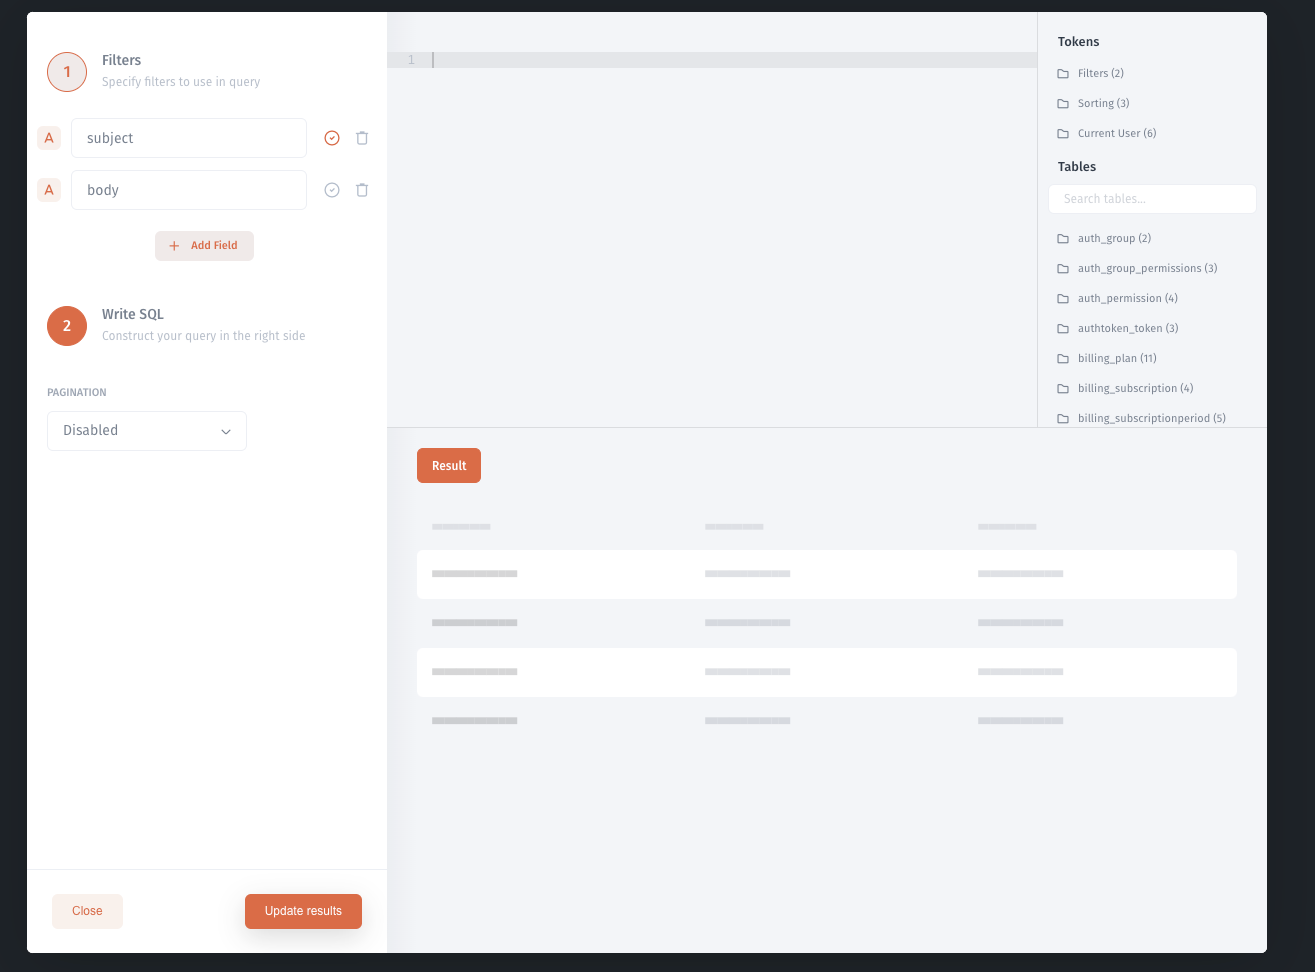 1
Filters
Specify filters to use in query
A
subject
A
body
Add Field
2
Write SQL
Construct your query in the right side
PAGINATION
Disabled
Close
Update results
1
Tokens
Filters (2)
Sorting (3)
Current User (6)
Tables
Search tables...
auth_group (2)
auth_group_permissions (3)
auth_permission (4)
authtoken_token (3)
billing_plan (11)
billing_subscription (4)
billing_subscriptionperiod (5)
Result